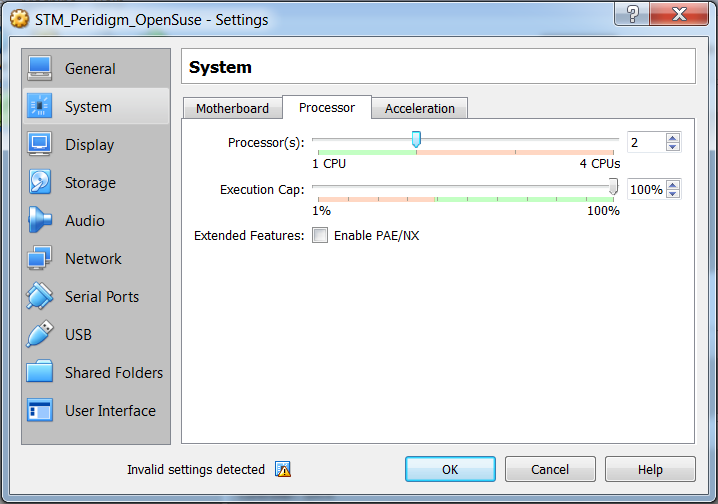 STM_Peridigm_OpenSuse - Settings
General
System
Display
Storage
Audio
Network
Serial Ports
USB
Shared Folders
User Interface
System
Motherboard Processor Acceleration
Processor(s): 2
1 CPU 4 CPUs
Execution Cap: 100%
1% 100%
Extended Features: Enable PAE/NX
Invalid settings detected
OK Cancel Help